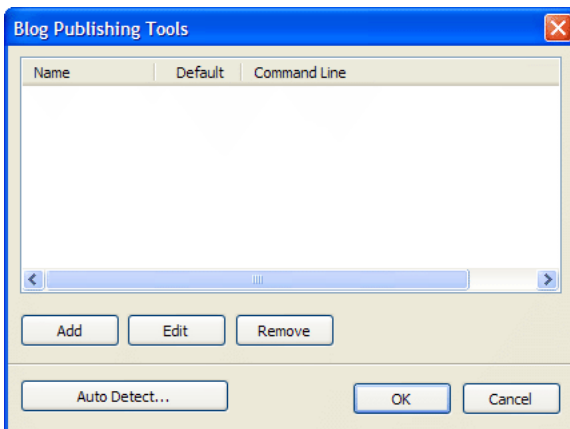 Blog Publishing Tools
Name Default Command Line
Add Edit Remove
Auto Detect... OK Cancel